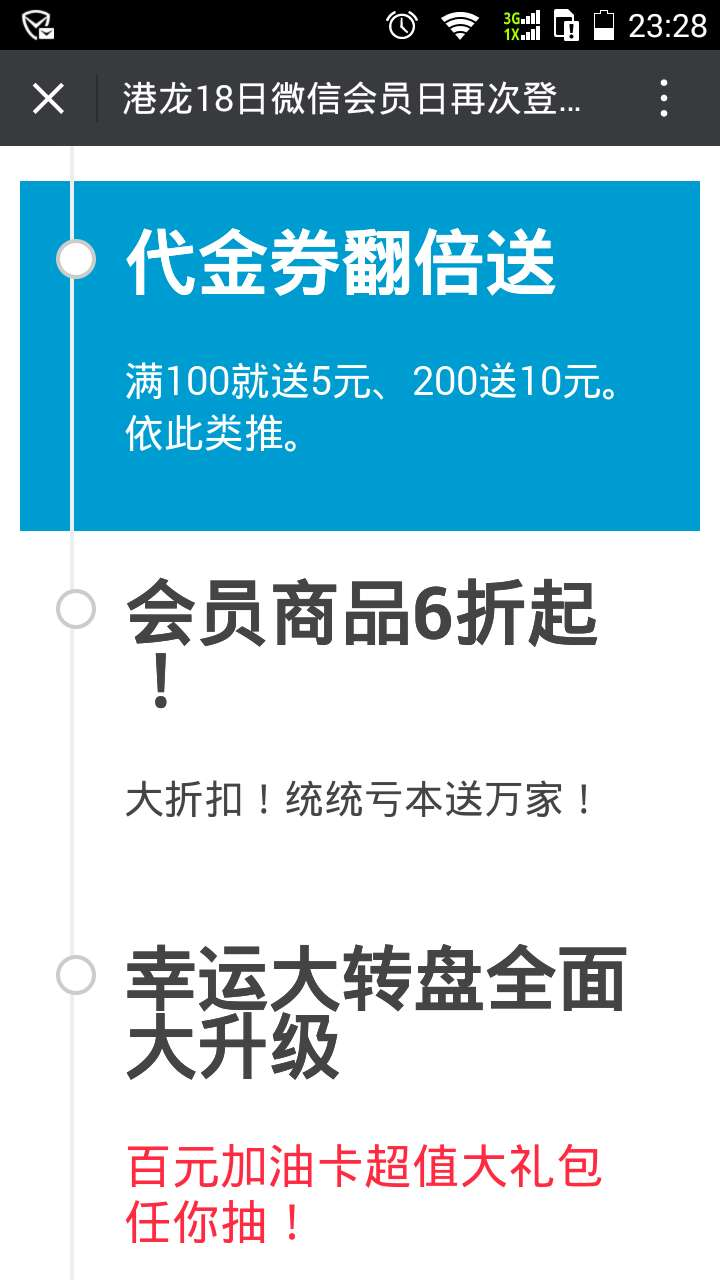 3G
1X
23:28
港龙18日微信会员日再次登...
代金券翻倍送
满100就送5元、200送10元。
依此类推。
会员商品6折起
！
大折扣！统统亏本送万家！
幸运大转盘全面
大升级
百元加油卡超值大礼包
任你抽！